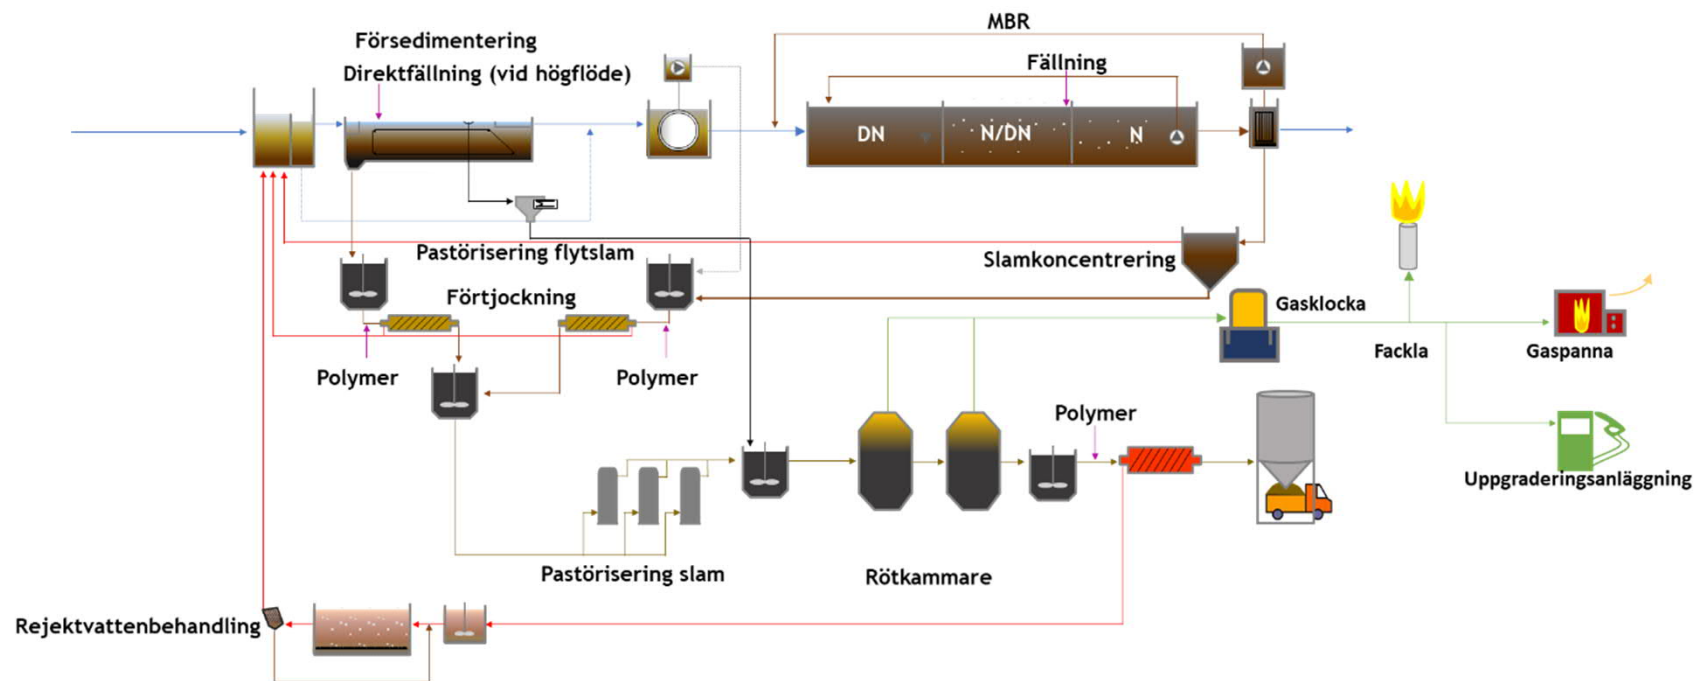 MBR
Försedimentering
Direktfällning (vid högflöde)
Fällning
DN
N/DN
N
Pastörisering flytslam
Slamkoncentrering
Förtjockning
Gasklocka
Fackla
Gaspanna
Polymer
Polymer
Polymer
Uppgraderingsanläggning
Pastörisering slam
Rötkammare
Rejektvattenbehandling